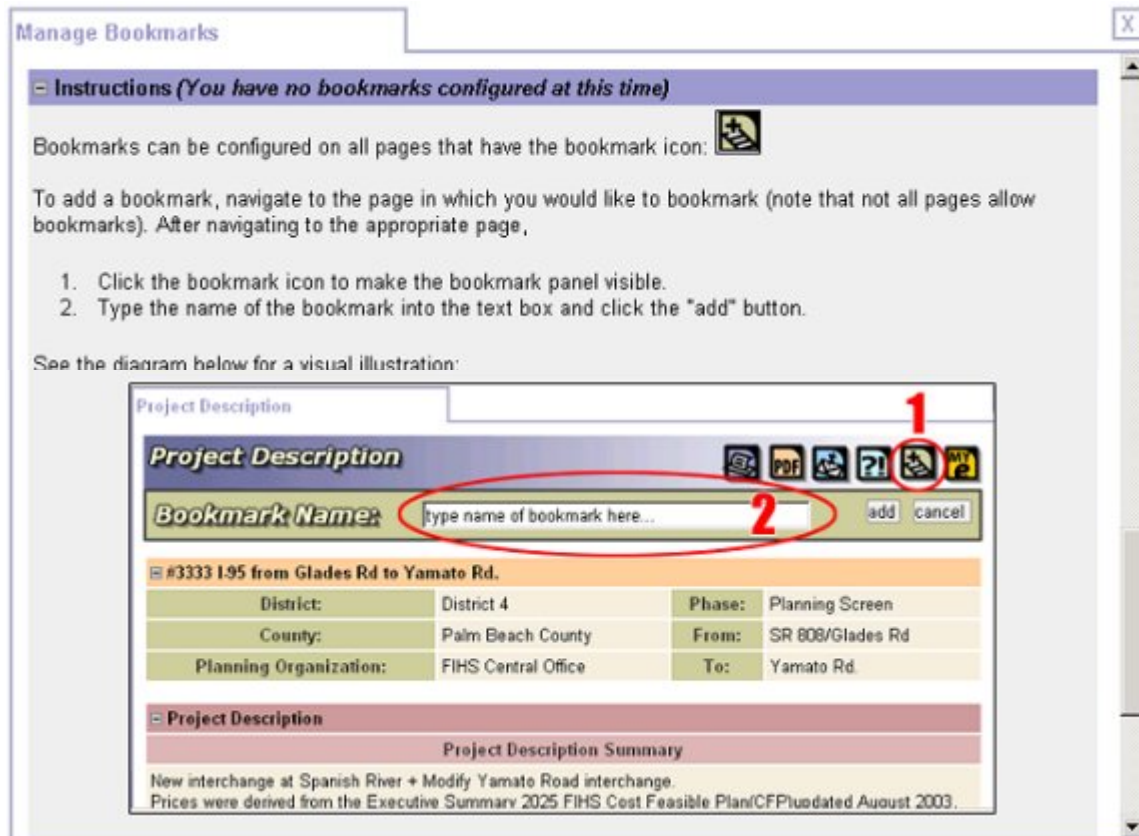 Manage Bookmarks
X
Instructions (You have no bookmarks configured at this time)
Bookmarks can be configured on all pages that have the bookmark icon:
To add a bookmark, navigate to the page in which you would like to bookmark (note that not all pages allow
bookmarks). After navigating to the appropriate page,
1. Click the bookmark icon to make the bookmark panel visible.
2. Type the name of the bookmark into the text box and click the "add" button.
See the diagram below for a visual illustration:
Project Description
1
Project Description
PDF ?! MY e
Bookmark Name: type name of bookmark here... 2 add cancel
#3333 I-95 from Glades Rd to Yamato Rd.
District: District 4 Phase: Planning Screen
County: Palm Beach County From: SR 808/Glades Rd
Planning Organization: FIHS Central Office To: Yamato Rd.
Project Description
Project Description Summary
New interchange at Spanish River + Modify Yamato Road interchange.
Prices were derived from the Executive Summary 2025 FIHS Cost Feasible Plan(CFP)updated August 2003.